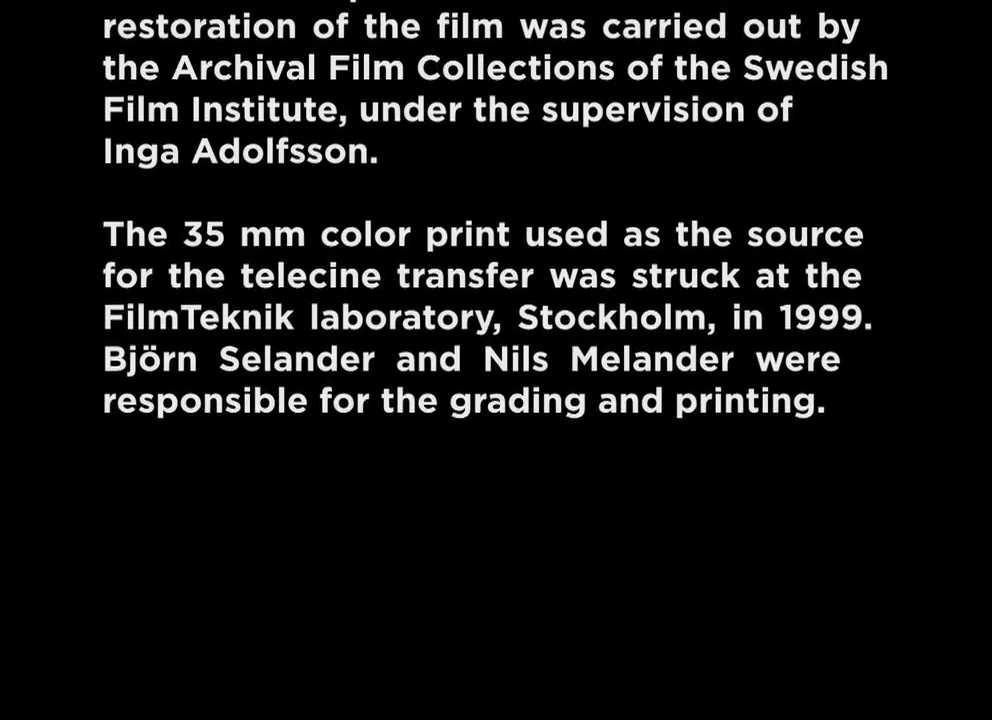 restoration of the film was carried out by
the Archival Film Collections of the Swedish
Film Institute, under the supervision of
Inga Adolfsson.
The 35 mm color print used as the source
for the telecine transfer was struck at the
FilmTeknik laboratory, Stockholm, in 1999.
Björn Selander and Nils Melander were
responsible for the grading and printing.